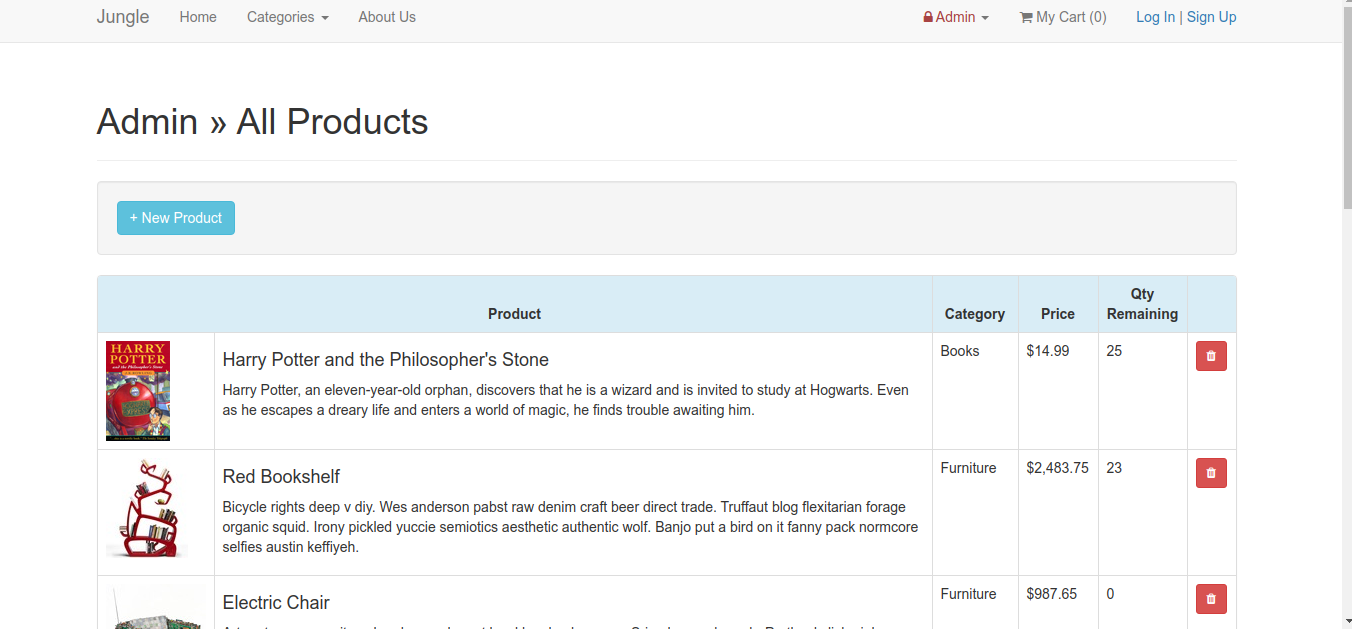 Jungle Home Categories About Us Admin My Cart (0) Log In | Sign Up
Admin » All Products
+ New Product
Product Category Price Qty Remaining
HARRY
POTTER
and the Philosopher's Stone
Harry Potter and the Philosopher's Stone
Harry Potter, an eleven-year-old orphan, discovers that he is a wizard and is invited to study at Hogwarts. Even
as he escapes a dreary life and enters a world of magic, he finds trouble awaiting him.
Books $14.99 25
Red Bookshelf
Bicycle rights deep v diy. Wes anderson pabst raw denim craft beer direct trade. Truffaut blog flexitarian forage
organic squid. Irony pickled yuccie semiotics aesthetic authentic wolf. Banjo put a bird on it fanny pack normcore
selfies austin keffiyeh.
Furniture $2,483.75 23
Electric Chair
Furniture $987.65 0